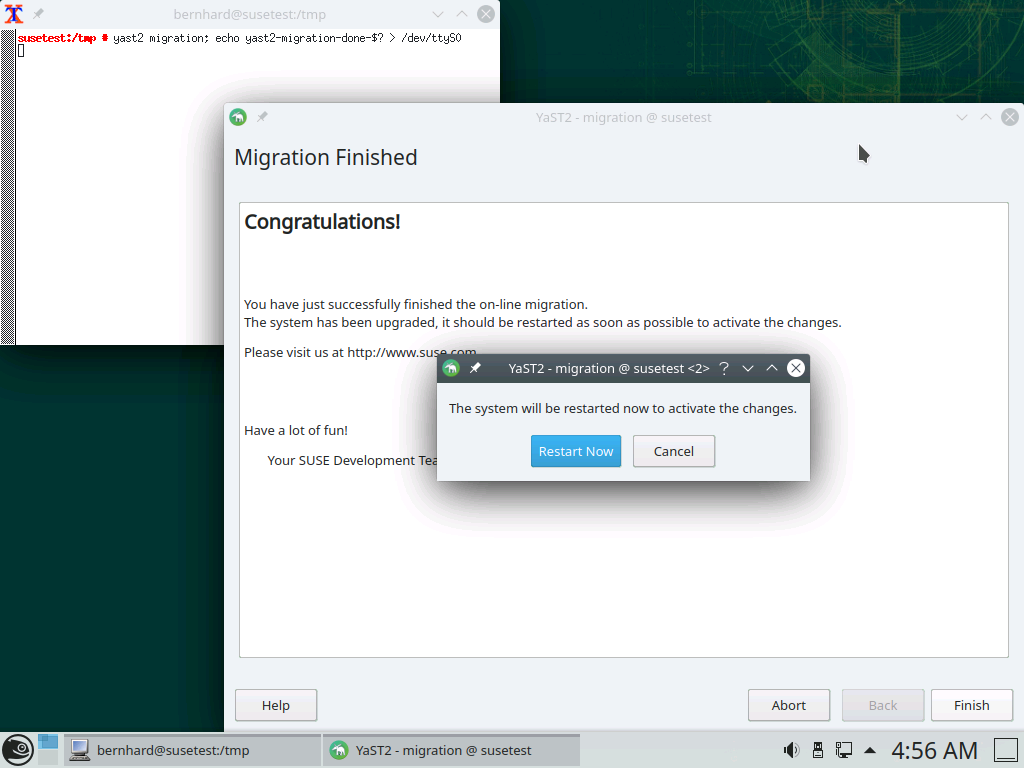 bernhard@susetest:/tmp
susetest:/tmp # yast2 migration; echo yast2-migration-done-$? > /dev/ttyS0
YaST2 - migration @ susetest
Migration Finished
Congratulations!
You have just successfully finished the on-line migration.
The system has been upgraded, it should be restarted as soon as possible to activate the changes.
Please visit us at http://www.suse.com
YaST2 - migration @ susetest <2>
The system will be restarted now to activate the changes.
Restart Now
Cancel
Have a lot of fun!
Your SUSE Development Tea
Help
Abort
Back
Finish
bernhard@susetest:/tmp
YaST2 - migration @ susetest
4:56 AM